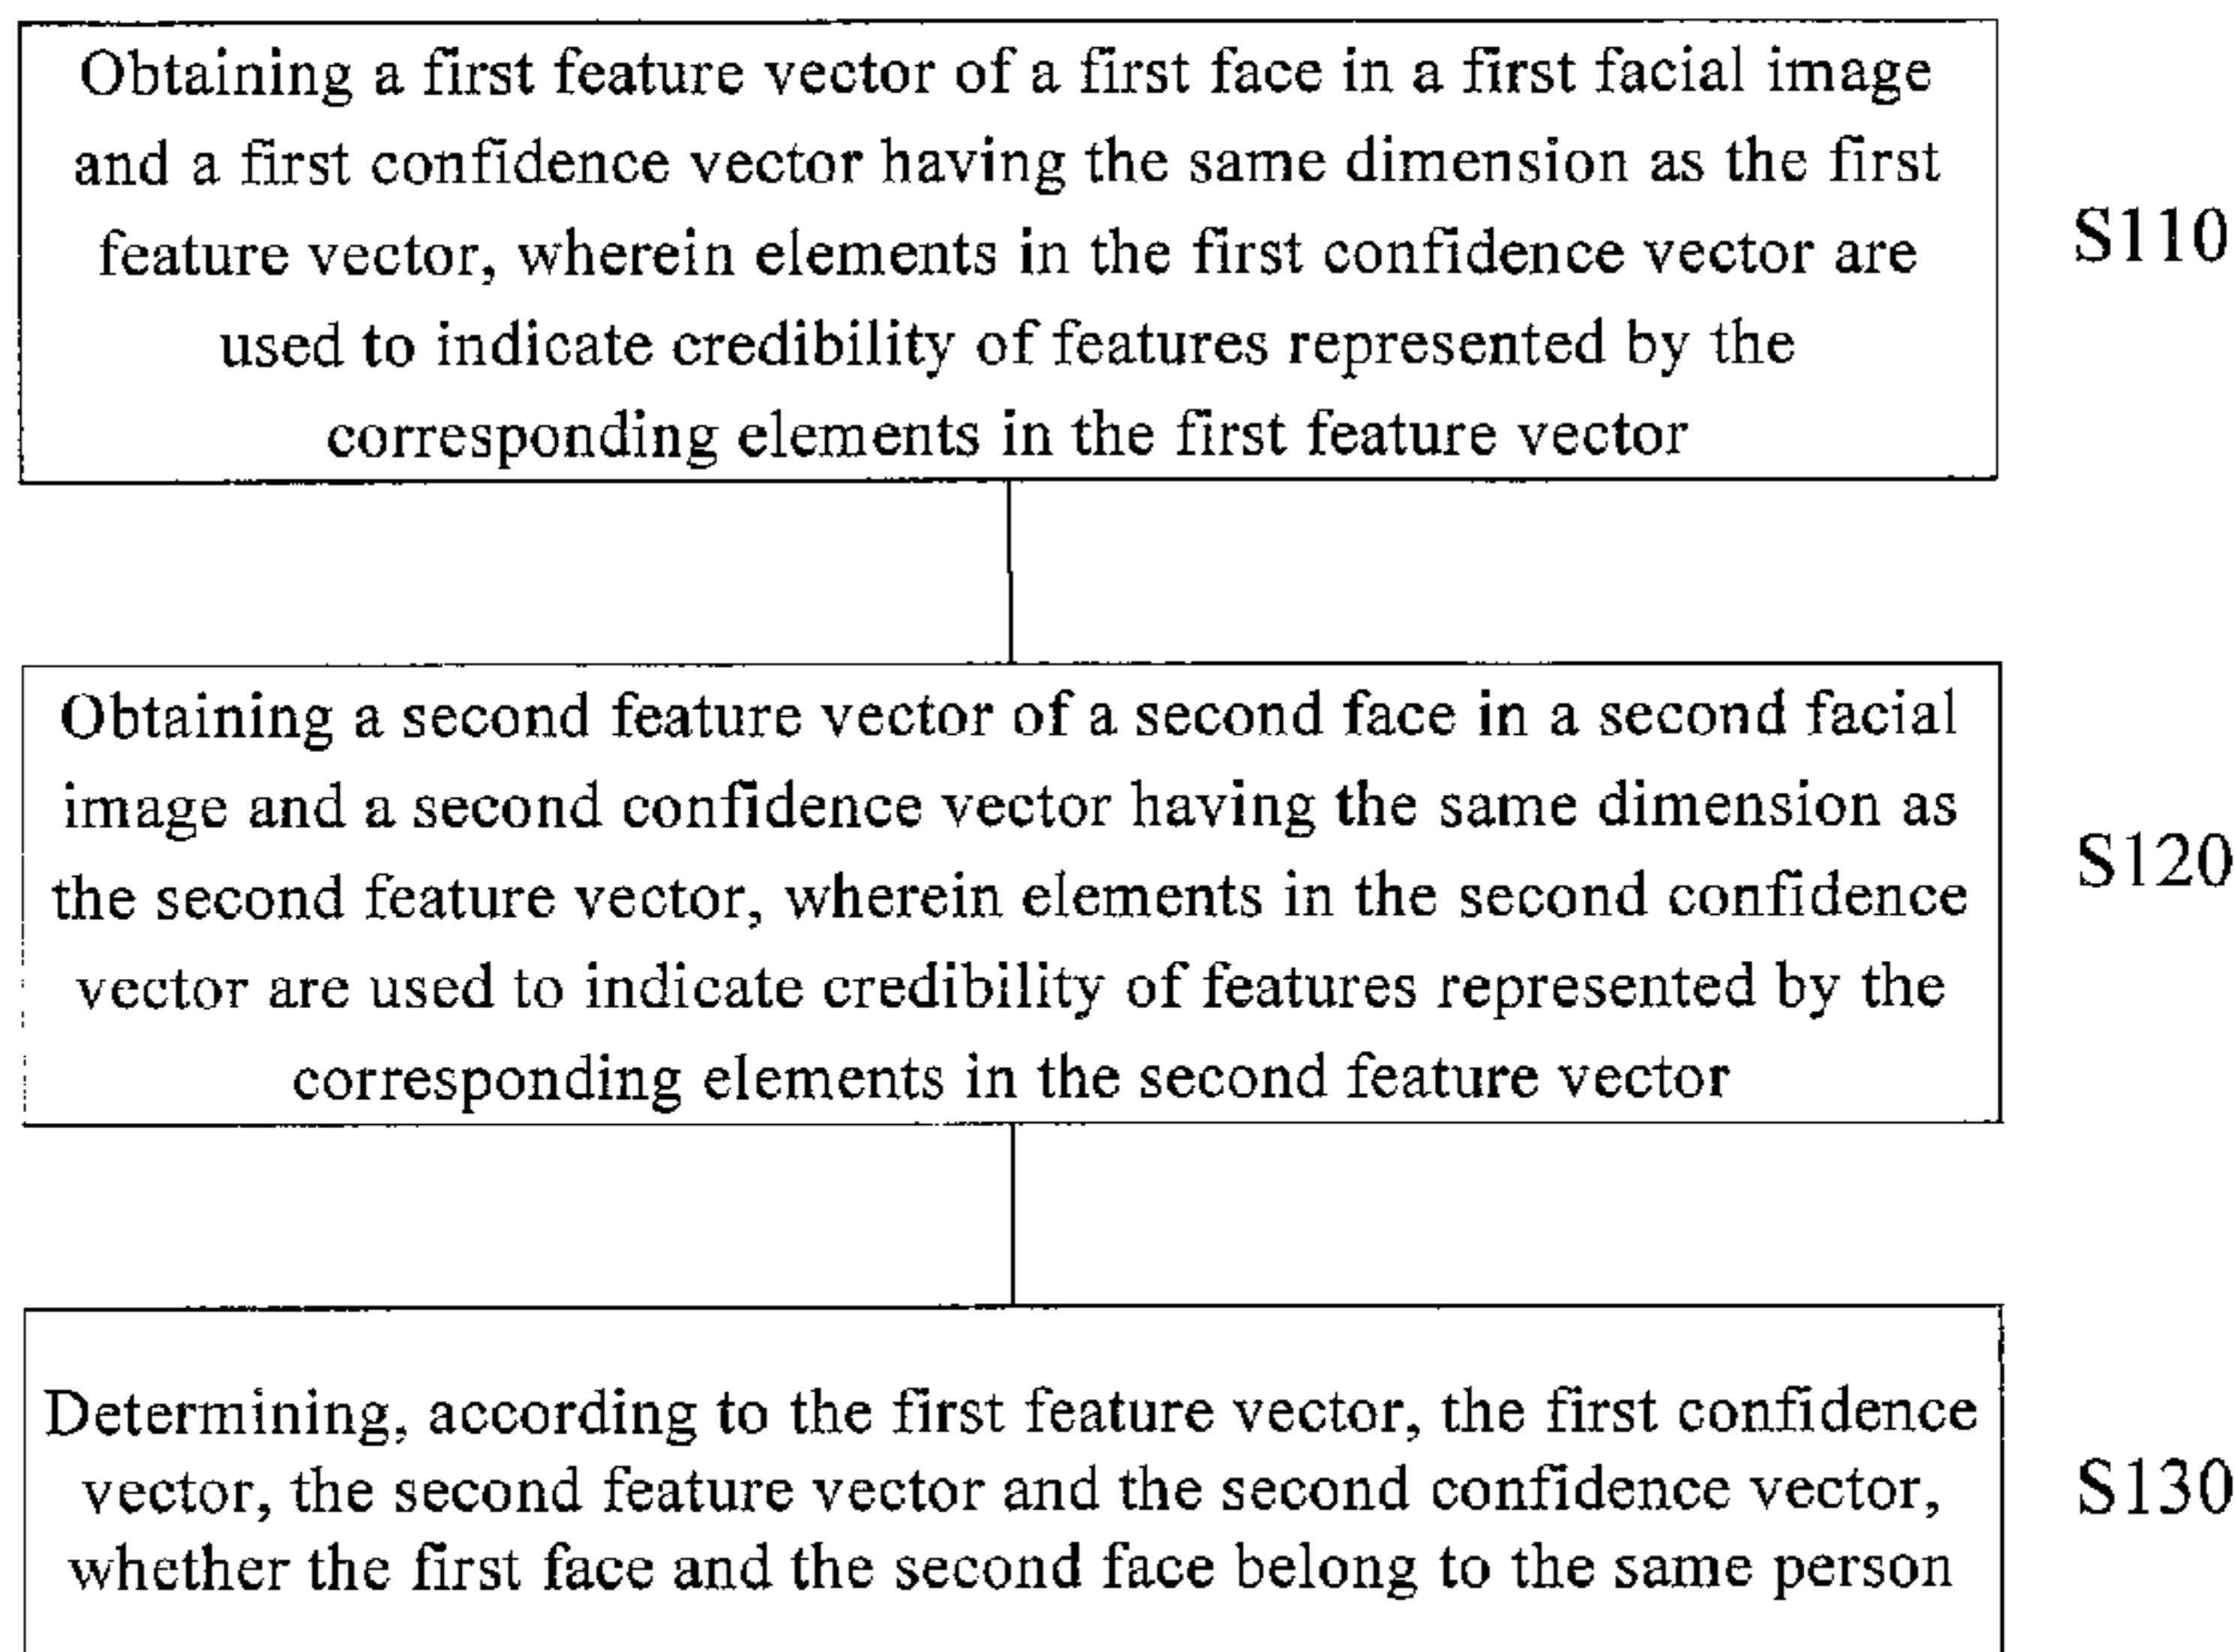 Obtaining a first feature vector of a first face in a first facial image
and a first confidence vector having the same dimension as the first
feature vector, wherein elements in the first confidence vector are
used to indicate credibility of features represented by the
corresponding elements in the first feature vector
S110
Obtaining a second feature vector of a second face in a second facial
image and a second confidence vector having the same dimension as
the second feature vector, wherein elements in the second confidence
vector are used to indicate credibility of features represented by the
corresponding elements in the second feature vector
S120
Determining, according to the first feature vector, the first confidence
vector, the second feature vector and the second confidence vector,
whether the first face and the second face belong to the same person
S130